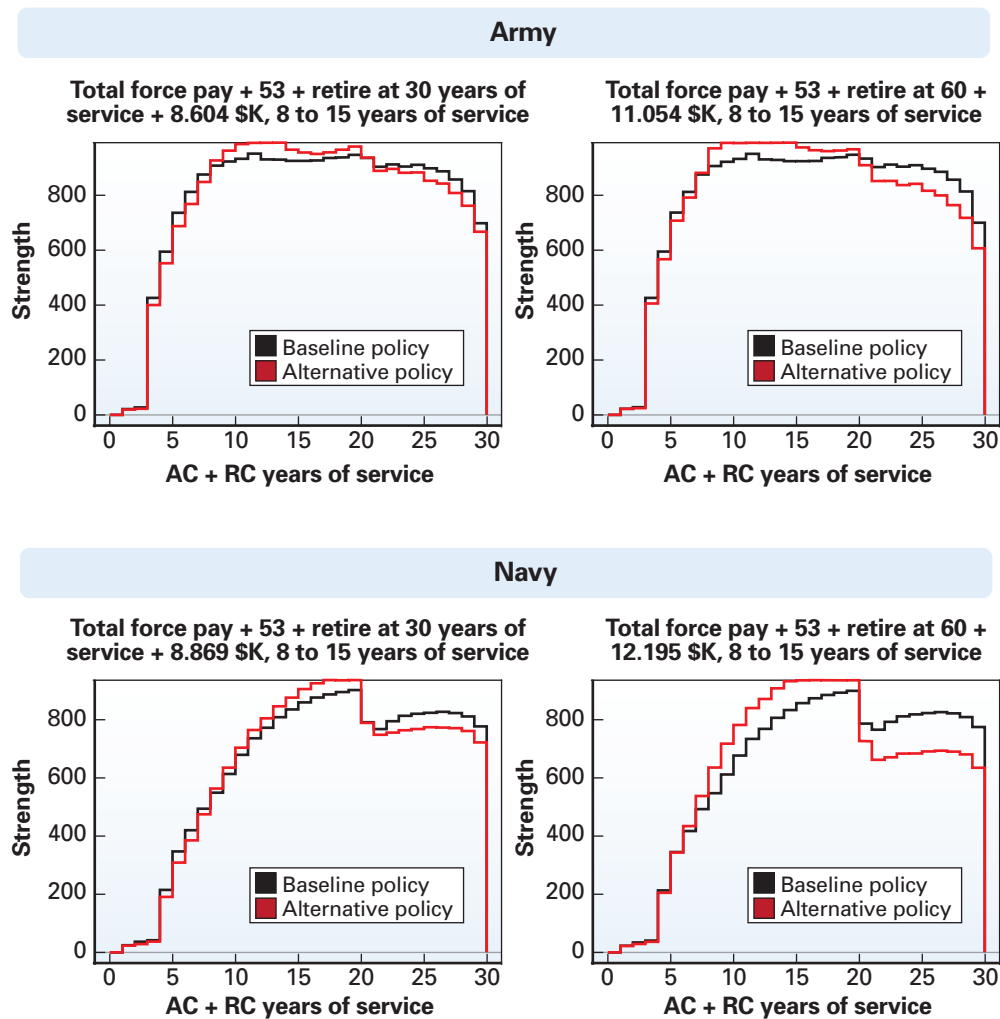 Army
Total force pay + 53 + retire at 30 years of
service + 8.604 $K, 8 to 15 years of service
800
600
400
200
0
Strength
Baseline policy
Alternative policy
0 5 10 15 20 25 30
AC + RC years of service
Total force pay + 53 + retire at 60 +
11.054 $K, 8 to 15 years of service
800
600
400
200
0
Strength
Baseline policy
Alternative policy
0 5 10 15 20 25 30
AC + RC years of service
Navy
Total force pay + 53 + retire at 30 years of
service + 8.869 $K, 8 to 15 years of service
800
600
400
200
0
Strength
Baseline policy
Alternative policy
0 5 10 15 20 25 30
AC + RC years of service
Total force pay + 53 + retire at 60 +
12.195 $K, 8 to 15 years of service
800
600
400
200
0
Strength
Baseline policy
Alternative policy
0 5 10 15 20 25 30
AC + RC years of service